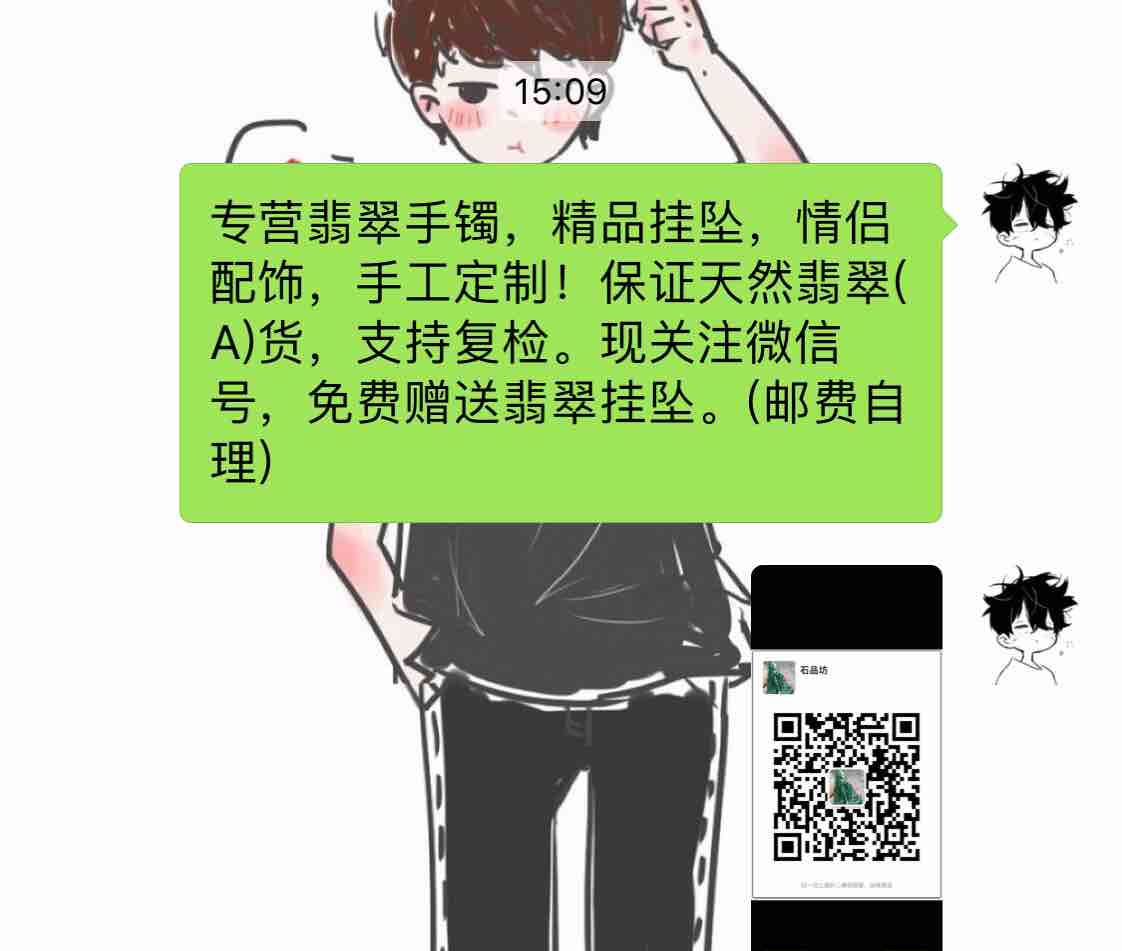 15:09
专营翡翠手镯，精品挂坠，情侣
配饰，手工定制！保证天然翡翠(
A)货，支持复检。现关注微信
号，免费赠送翡翠挂坠。(邮费自
理)
石品坊